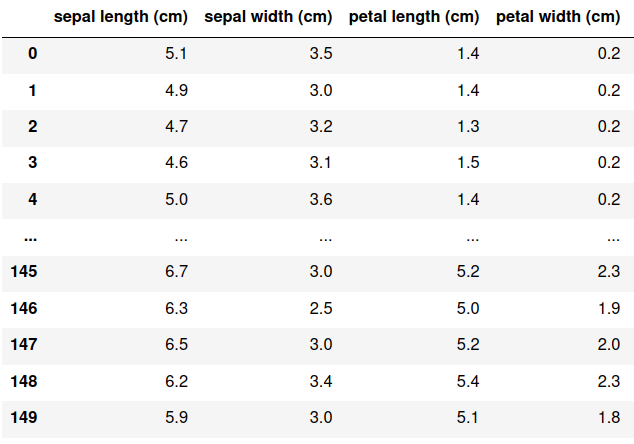 sepal length (cm) sepal width (cm) petal length (cm) petal width (cm)
0 5.1 3.5 1.4 0.2
1 4.9 3.0 1.4 0.2
2 4.7 3.2 1.3 0.2
3 4.6 3.1 1.5 0.2
4 5.0 3.6 1.4 0.2
... ... ... ... ...
145 6.7 3.0 5.2 2.3
146 6.3 2.5 5.0 1.9
147 6.5 3.0 5.2 2.0
148 6.2 3.4 5.4 2.3
149 5.9 3.0 5.1 1.8